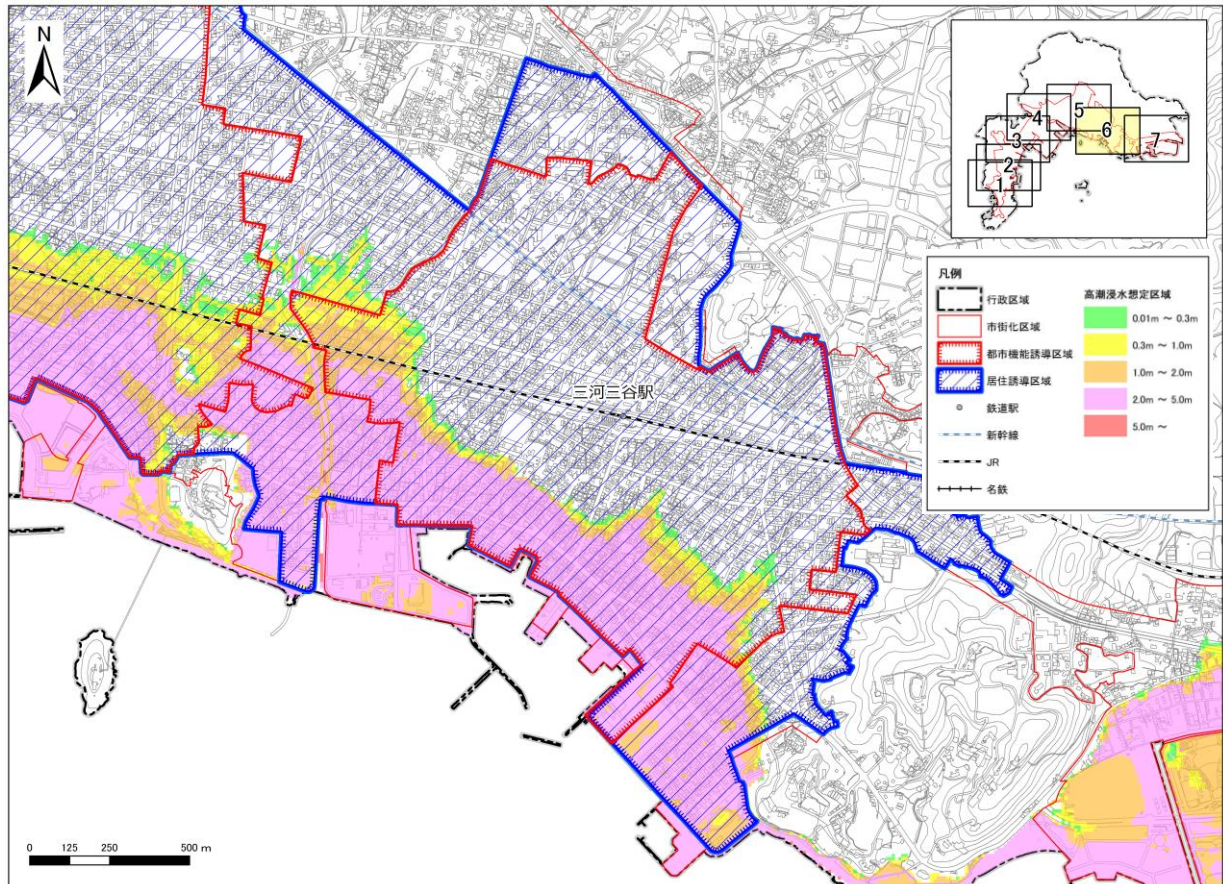 N
5
4
6
3
7
2
1
凡例
行政区域
市街化区域
都市機能誘導区域
居住誘導区域
鉄道駅
新幹線
JR
名鉄
高潮浸水想定区域
0.01m ～ 0.3m
0.3m ～ 1.0m
1.0m ～ 2.0m
2.0m ～ 5.0m
5.0m ～
三河三谷駅
0 125 250 500 m